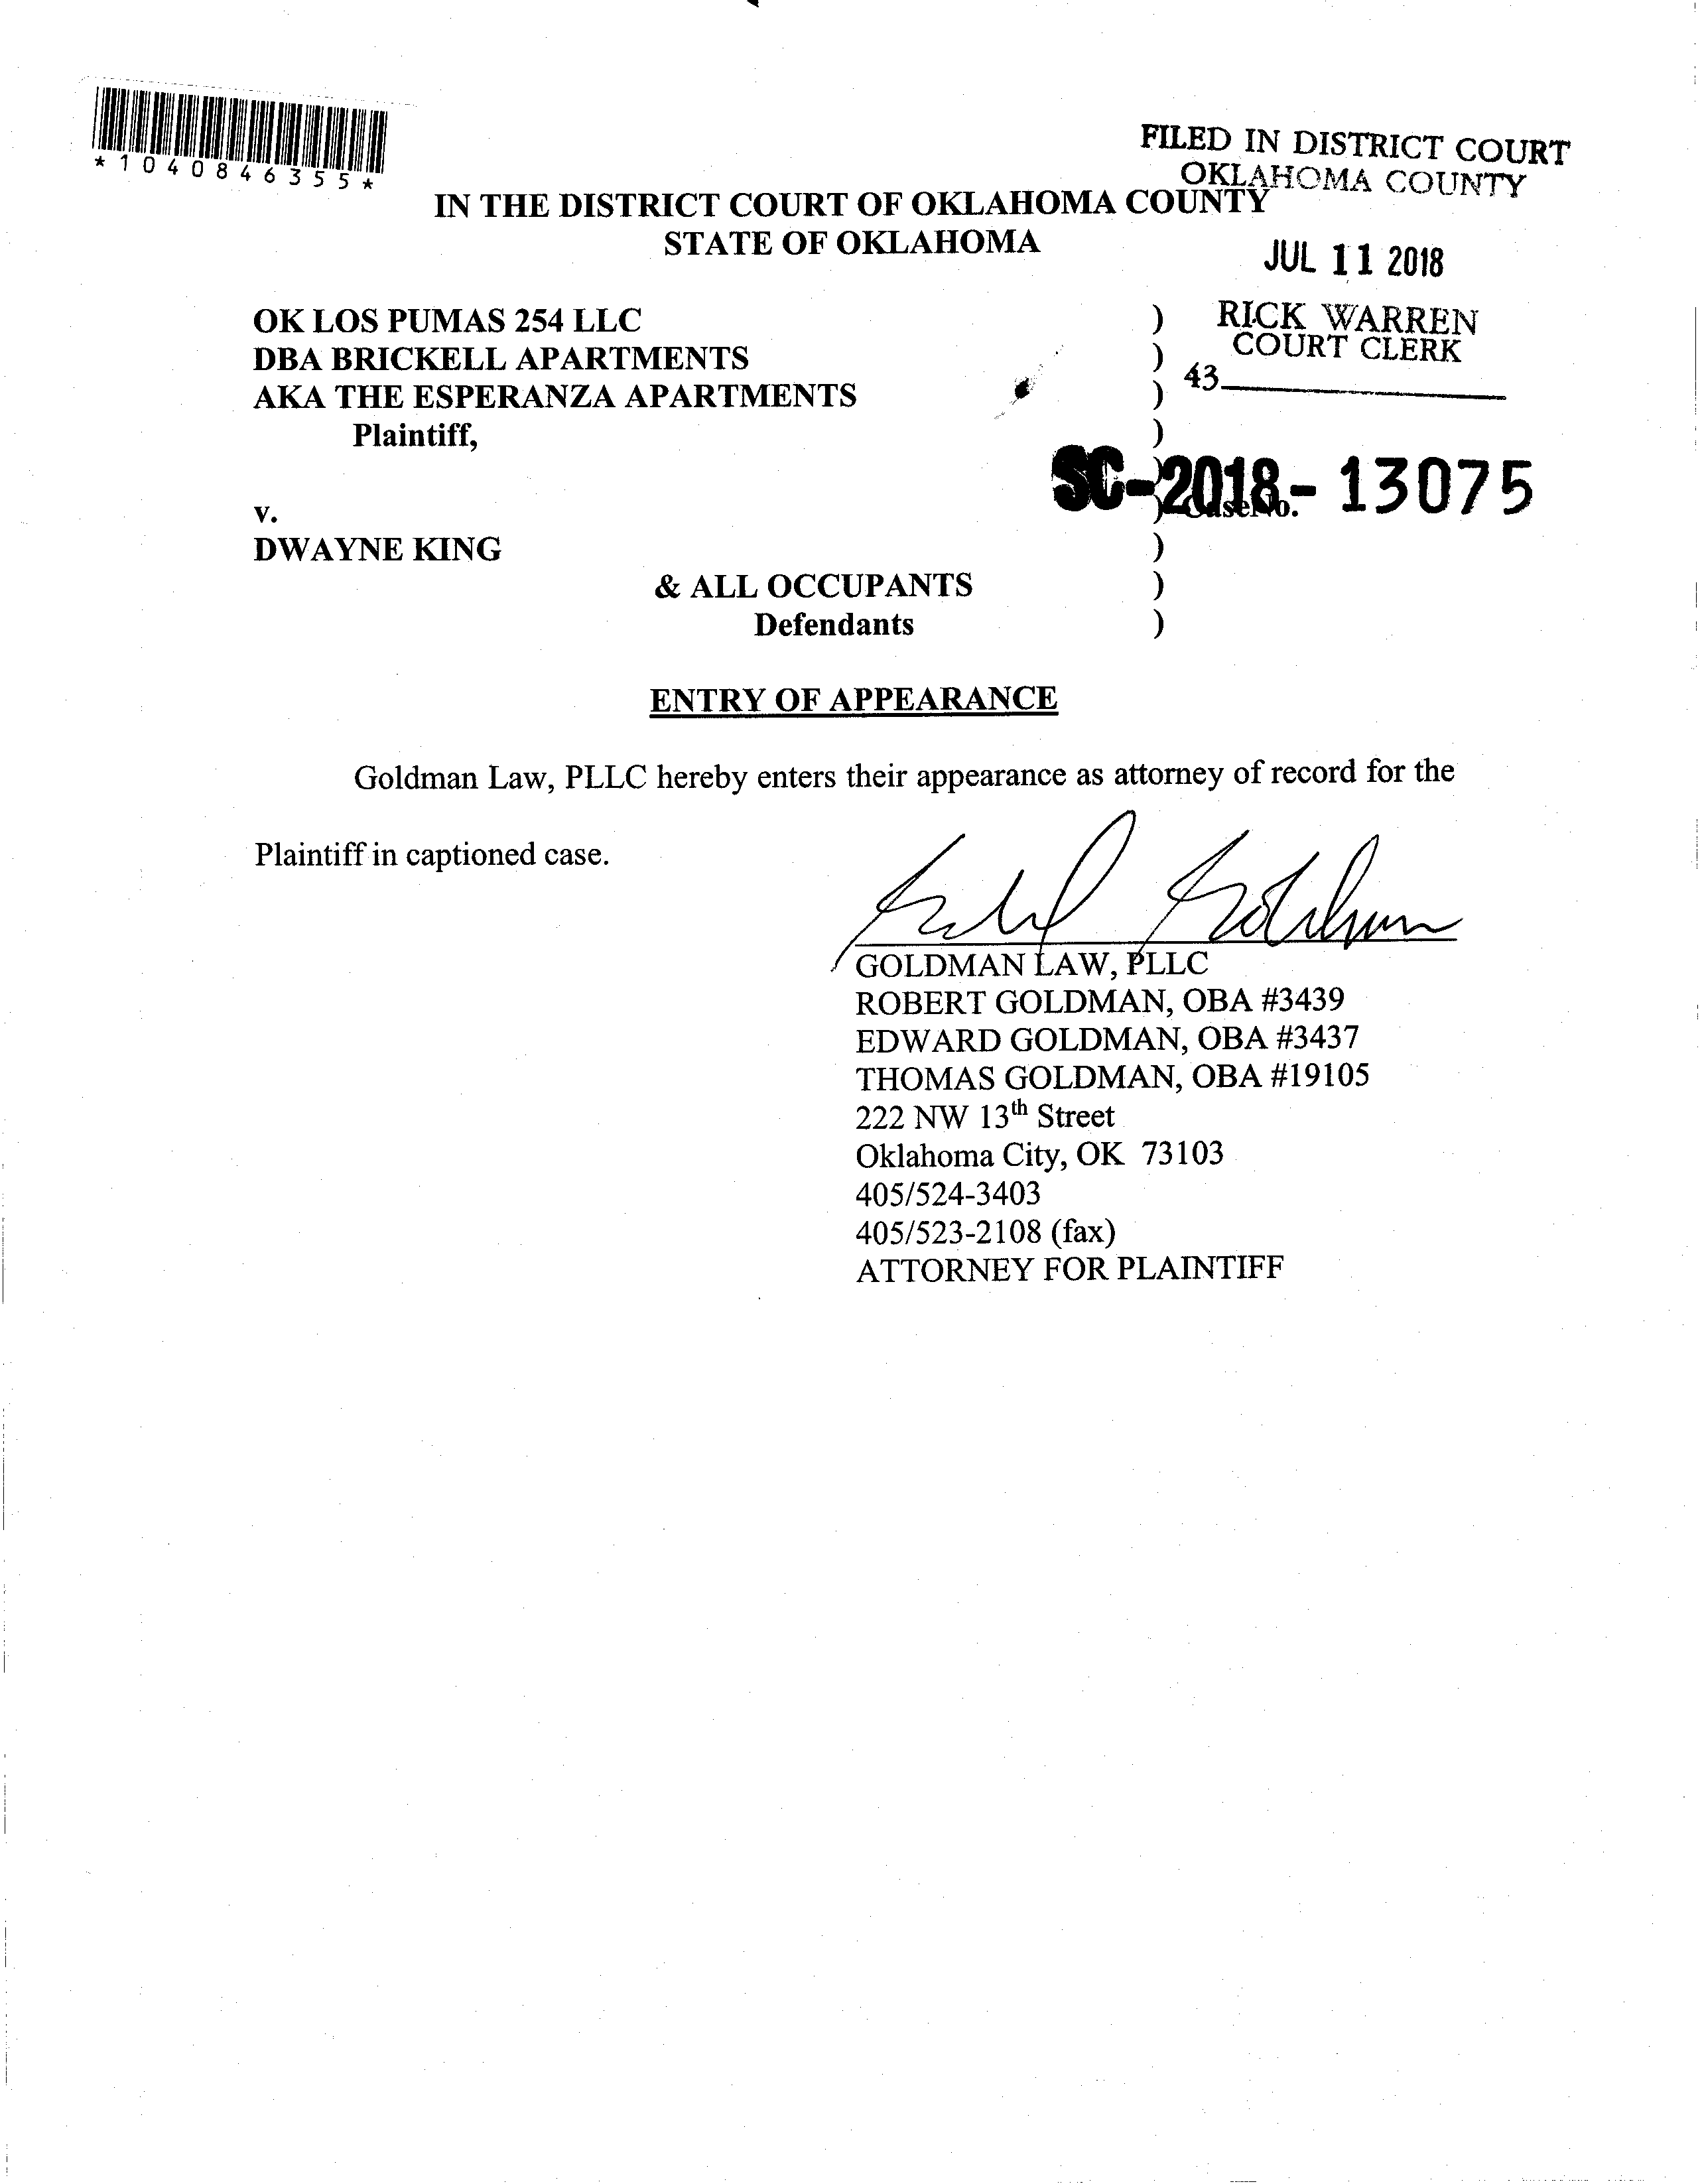 *1040846355*
FILED IN DISTRICT COURT
OKLAHOMA COUNTY
IN THE DISTRICT COURT OF OKLAHOMA COUNTY
STATE OF OKLAHOMA
JUL 11 2018
RICK WARREN
COURT CLERK
43
OK LOS PUMAS 254 LLC )
DBA BRICKELL APARTMENTS )
AKA THE ESPERANZA APARTMENTS )
Plaintiff, )
)
SC-2018-13075
v. ) Case No.
DWAYNE KING )
& ALL OCCUPANTS )
Defendants )
ENTRY OF APPEARANCE
Goldman Law, PLLC hereby enters their appearance as attorney of record for the
Plaintiff in captioned case.
GOLDMAN LAW, PLLC
ROBERT GOLDMAN, OBA #3439
EDWARD GOLDMAN, OBA #3437
THOMAS GOLDMAN, OBA #19105
222 NW 13th Street
Oklahoma City, OK 73103
405/524-3403
405/523-2108 (fax)
ATTORNEY FOR PLAINTIFF